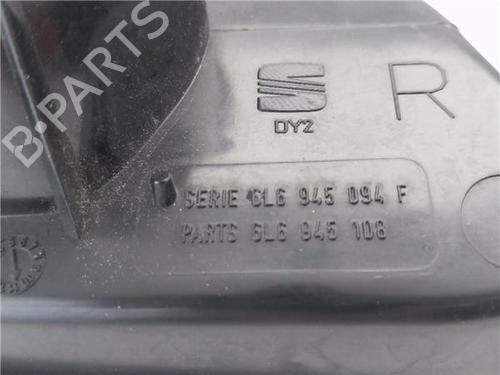 B-PARTS
R
DY2
SERIE 6L6 945 094 F
PARTS 6L6 945 108